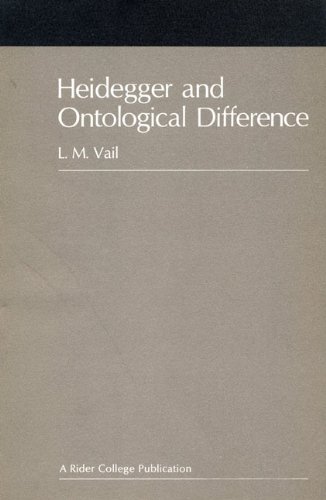 Heidegger and
Ontological Difference
L. M. Vail
A Rider College Publication